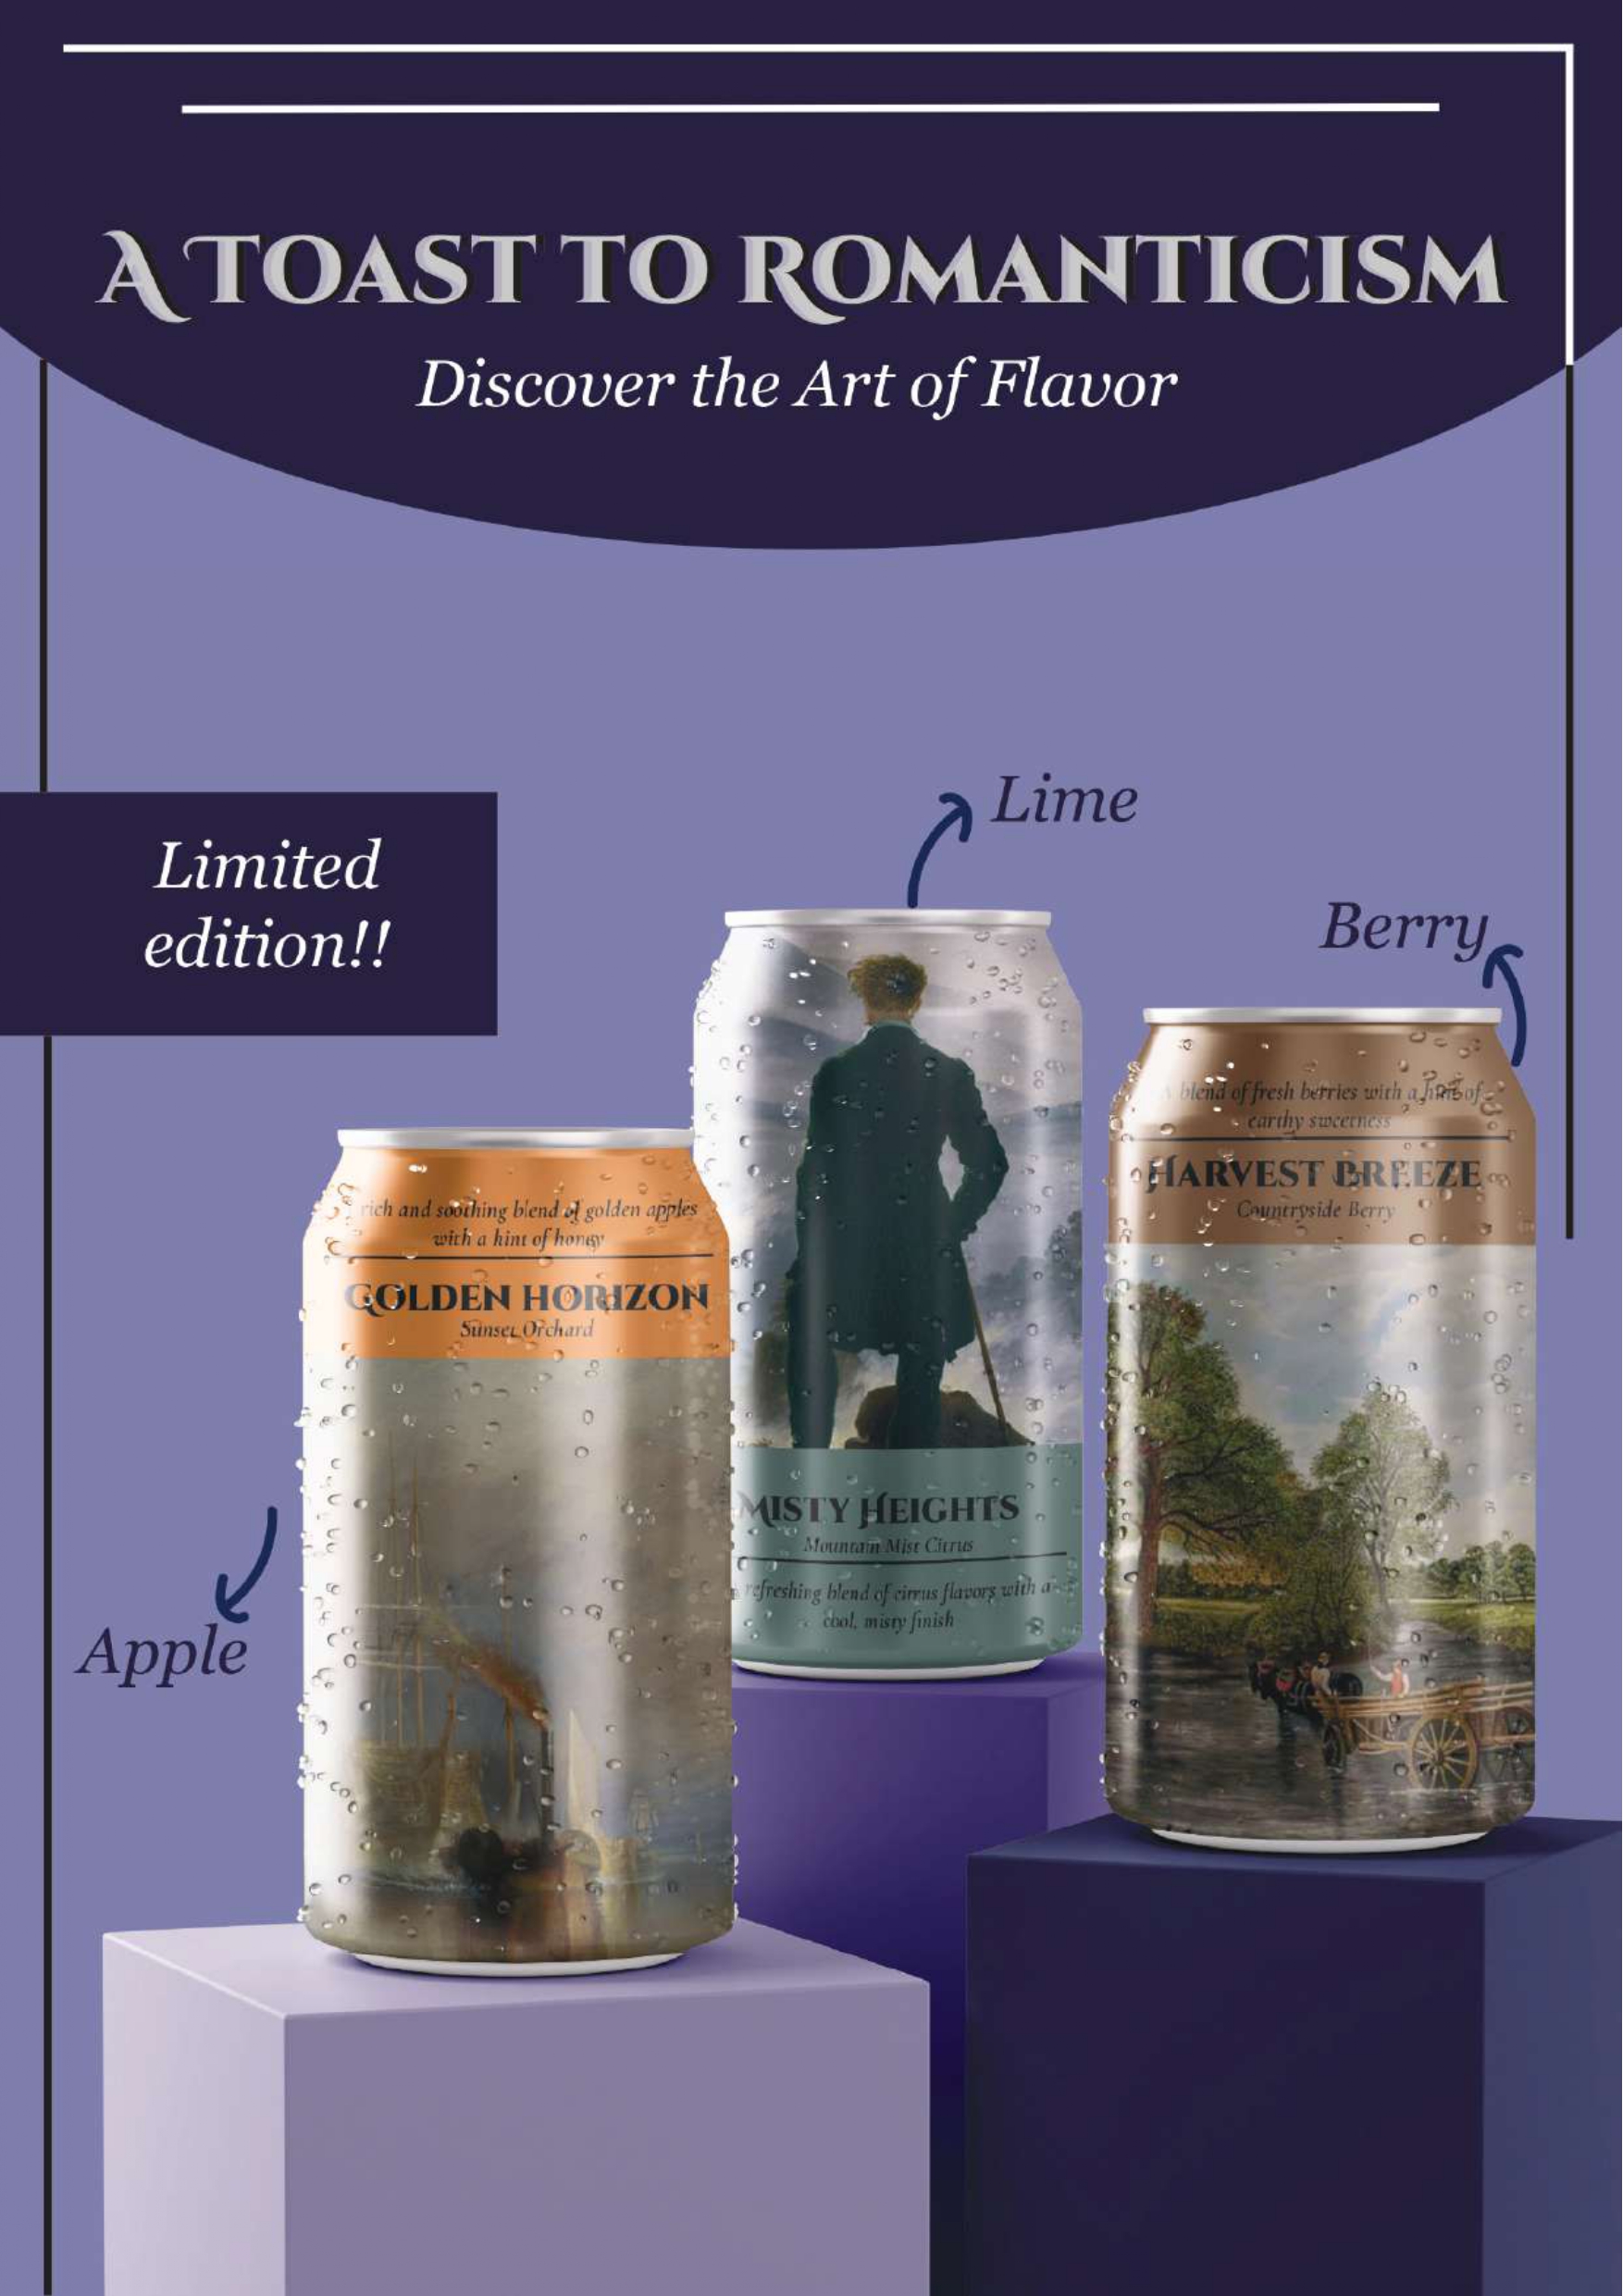 A TOAST TO ROMANTICISM
Discover the Art of Flavor
Limited
edition!!
Lime
Berry
blend of fresh berries with a hint of
earthy sweetness
HARVEST BREEZE
Countryside Berry
rich and soothing blend of golden apples
with a hint of honey
GOLDEN HORIZON
Sunset Orchard
MISTY HEIGHTS
Mountain Mist Citrus
refreshing blend of citrus flavors with a
cool, misty finish
Apple